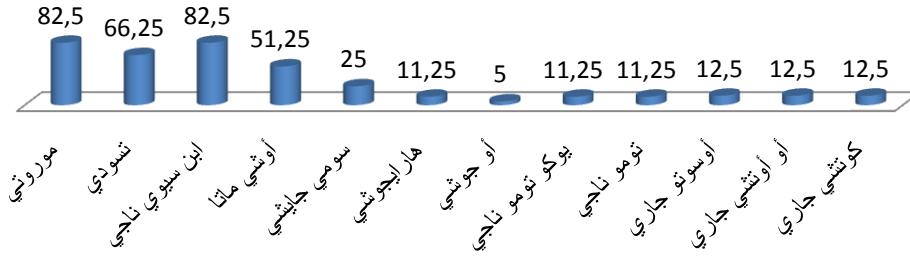 82,5
66,25
82,5
51,25
25
11,25
5
11,25
11,25
12,5
12,5
12,5
موروتي
تسودي
ابن سيوي ناجي
أوشي ماتا
سومي جايشي
هارايجوشي
أو جوشي
يوكو تومو ناجي
تومو ناجي
أوسوتو جاري
أو أوتشي جاري
كوتشي جاري